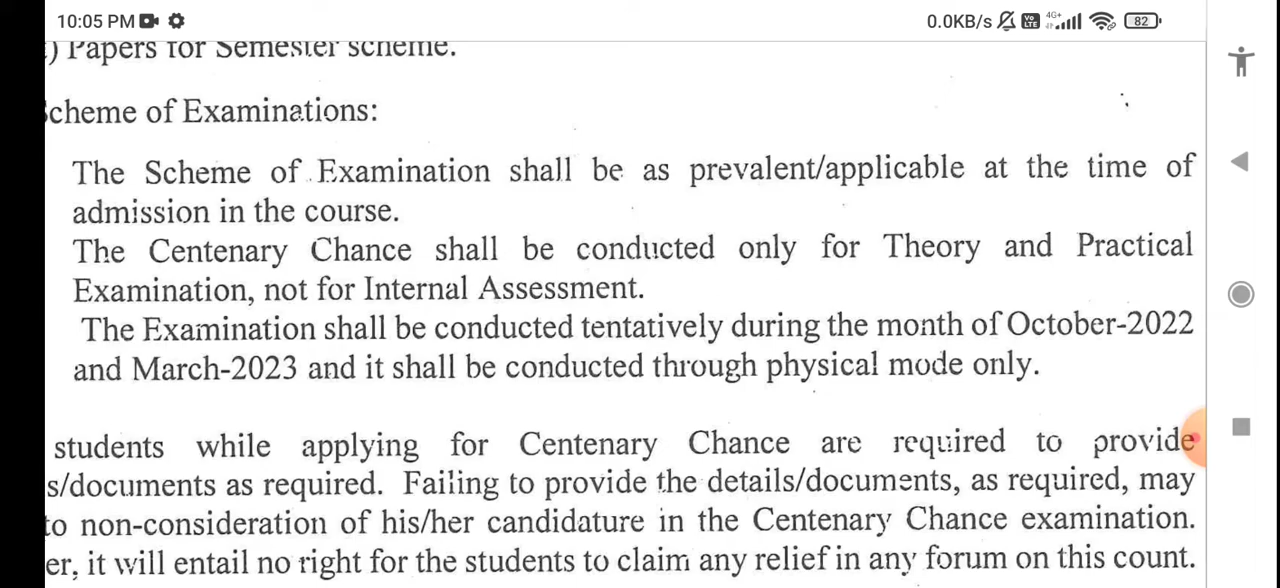 10:05 PM 0.0KB/s Vo LTE 4G+ 82
) Papers for Semester scheme.
cheme of Examinations:
The Scheme of Examination shall be as prevalent/applicable at the time of
admission in the course.
The Centenary Chance shall be conducted only for Theory and Practical
Examination, not for Internal Assessment.
The Examination shall be conducted tentatively during the month of October-2022
and March-2023 and it shall be conducted through physical mode only.
students while applying for Centenary Chance are required to provide
s/documents as required. Failing to provide the details/documents, as required, may
to non-consideration of his/her candidature in the Centenary Chance examination.
er, it will entail no right for the students to claim any relief in any forum on this count.